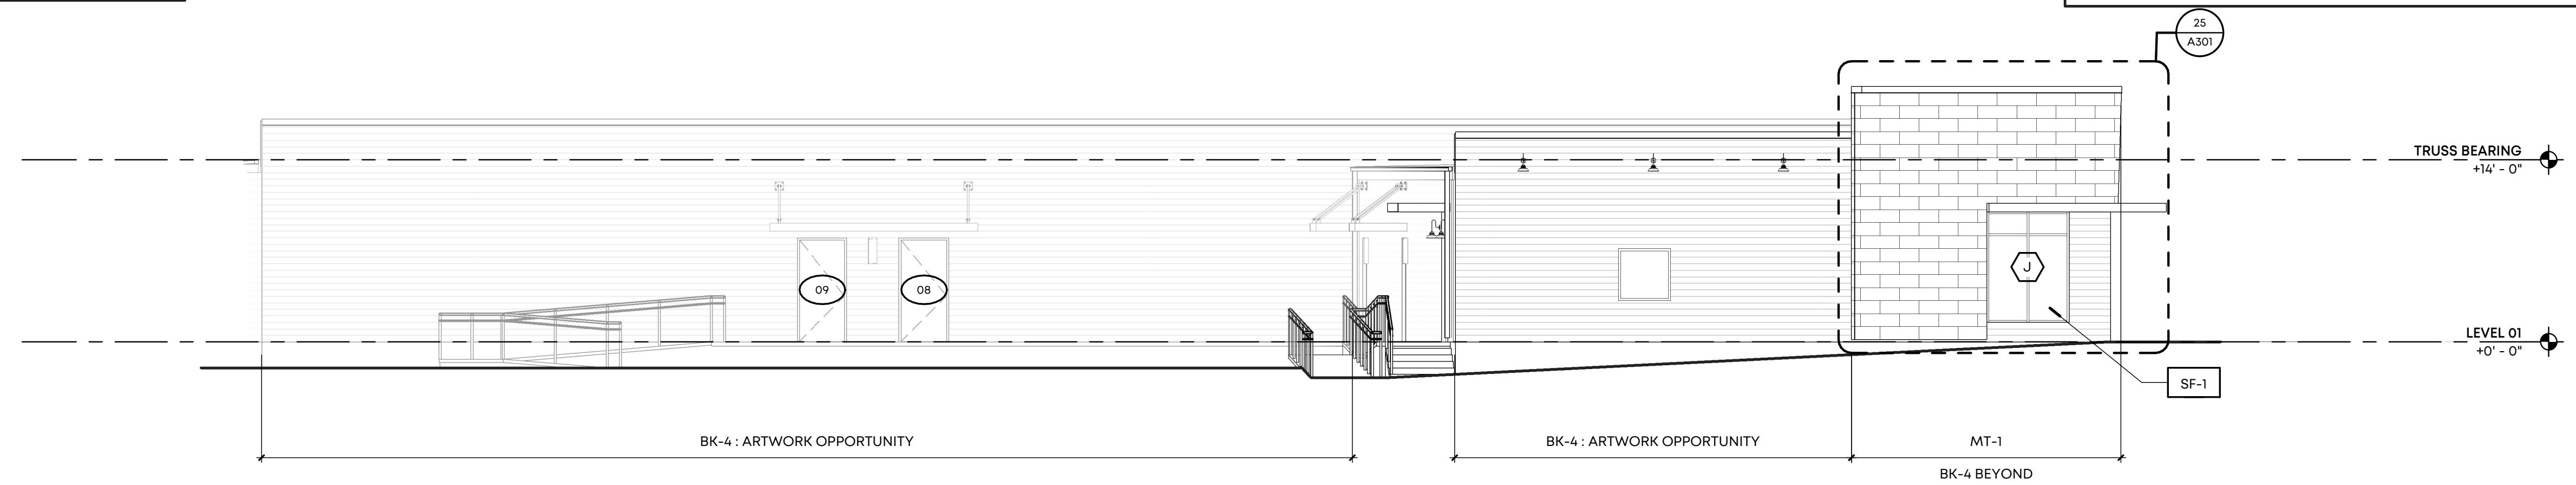 25
A301
TRUSS BEARING
+14' - 0"
09
08
J
LEVEL 01
+0' - 0"
SF-1
BK-4 : ARTWORK OPPORTUNITY
BK-4 : ARTWORK OPPORTUNITY
MT-1
BK-4 BEYOND